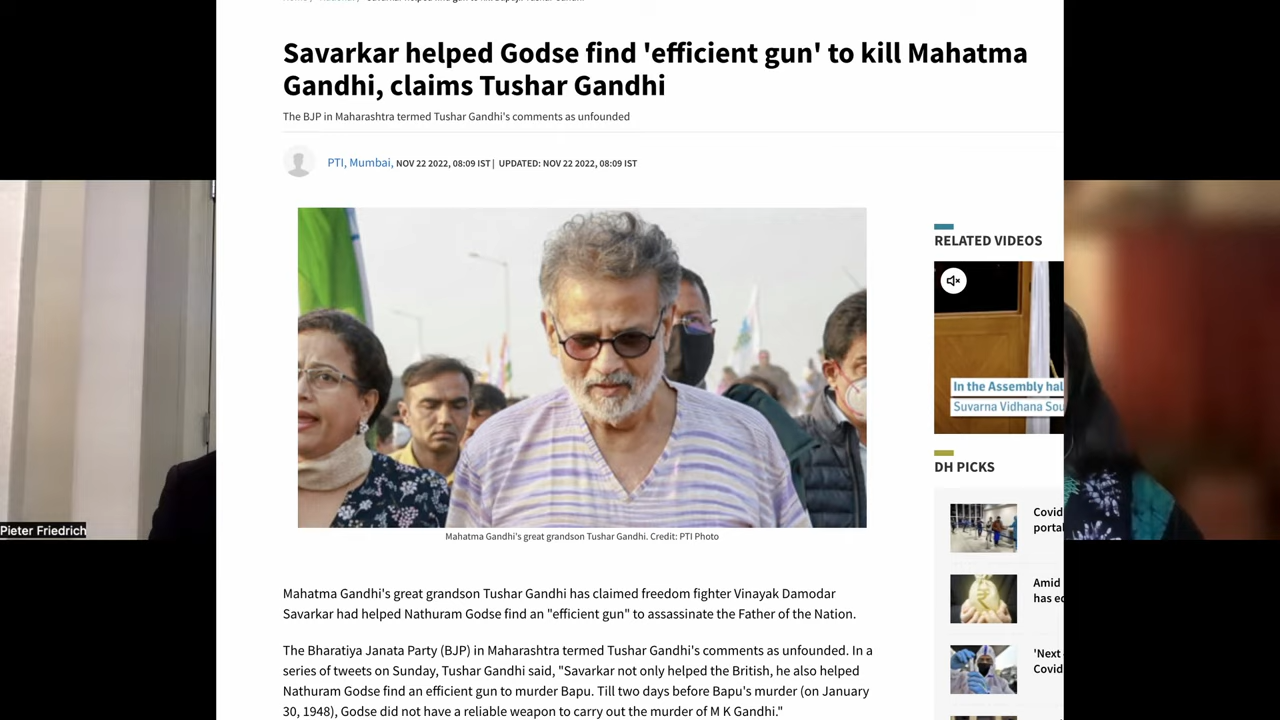 Savarkar helped Godse find 'efficient gun' to kill Mahatma
Gandhi, claims Tushar Gandhi
The BJP in Maharashtra termed Tushar Gandhi's comments as unfounded
PTI, Mumbai, NOV 22 2022, 08:09 IST | UPDATED: NOV 22 2022, 08:09 IST
RELATED VIDEOS
In the Assembly hal
Suvarna Vidhana Sou
DH PICKS
Covid
portal
Amid
has ec
'Next
Covid
Pieter Friedrich
Mahatma Gandhi's great grandson Tushar Gandhi. Credit: PTI Photo
Mahatma Gandhi's great grandson Tushar Gandhi has claimed freedom fighter Vinayak Damodar
Savarkar had helped Nathuram Godse find an "efficient gun" to assassinate the Father of the Nation.
The Bharatiya Janata Party (BJP) in Maharashtra termed Tushar Gandhi's comments as unfounded. In a
series of tweets on Sunday, Tushar Gandhi said, "Savarkar not only helped the British, he also helped
Nathuram Godse find an efficient gun to murder Bapu. Till two days before Bapu's murder (on January
30, 1948), Godse did not have a reliable weapon to carry out the murder of M K Gandhi."